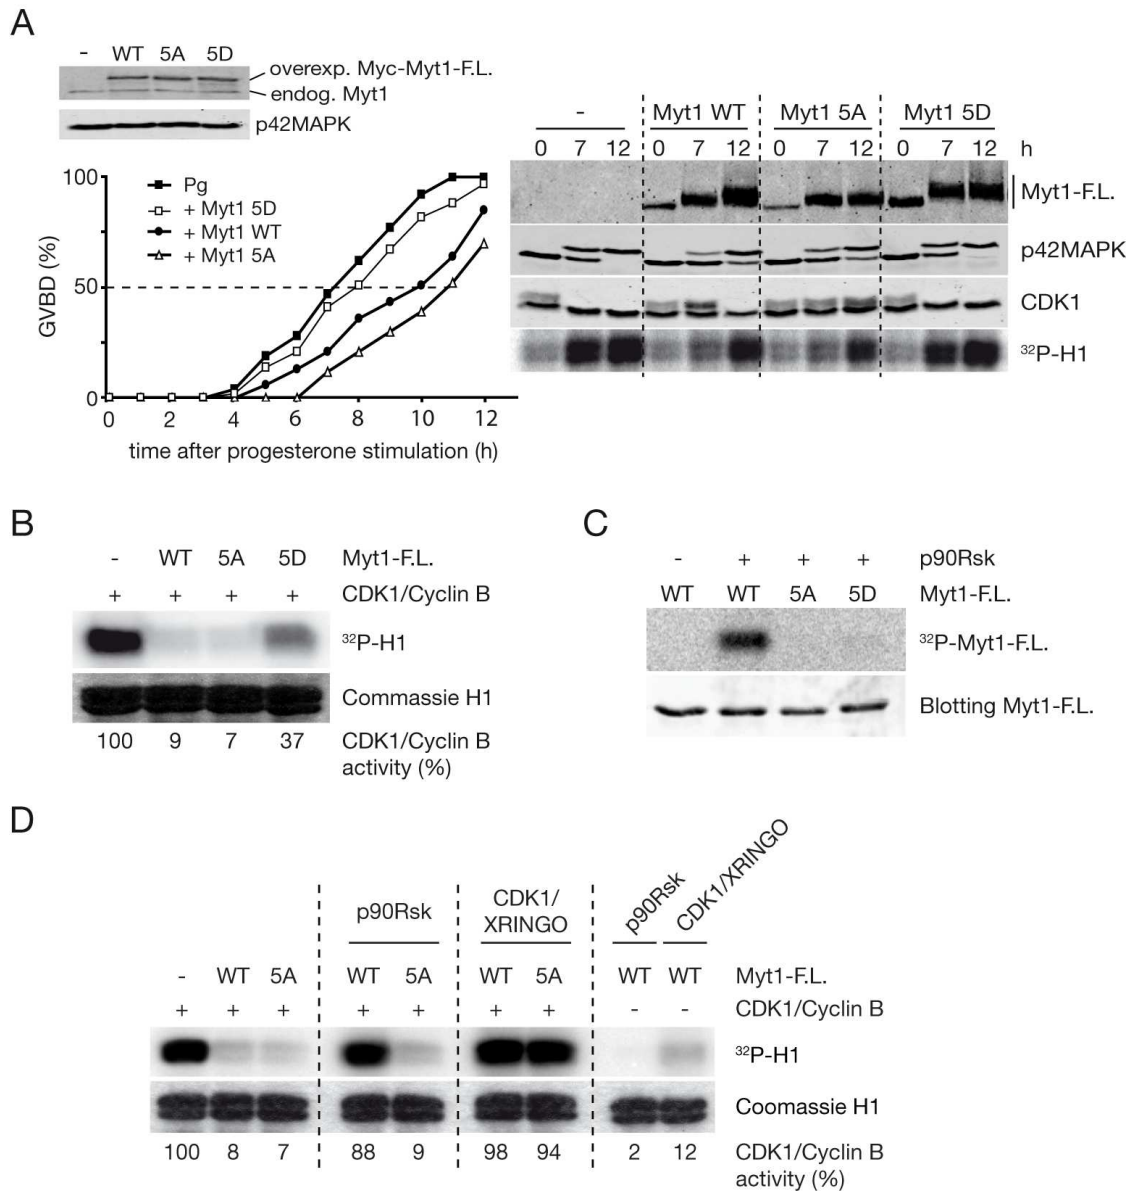 A
- WT 5A 5D
overexp. Myc-Myt1-F.L.
endog. Myt1
p42MAPK
100
50
0
GVBD (%)
Pg
+ Myt1 5D
+ Myt1 WT
+ Myt1 5A
0 2 4 6 8 10 12
time after progesterone stimulation (h)
- Myt1 WT Myt1 5A Myt1 5D
0 7 12 0 7 12 0 7 12 0 7 12 h
Myt1-F.L.
p42MAPK
CDK1
³²P-H1
B
- WT 5A 5D Myt1-F.L.
+ + + + CDK1/Cyclin B
³²P-H1
Commassie H1
100 9 7 37 CDK1/Cyclin B
activity (%)
C
- + + + p90Rsk
WT WT 5A 5D Myt1-F.L.
³²P-Myt1-F.L.
Blotting Myt1-F.L.
D
p90Rsk
CDK1/
XRINGO
p90Rsk
CDK1/XRINGO
- WT 5A WT 5A WT 5A WT WT Myt1-F.L.
+ + + + + + + - - CDK1/Cyclin B
³²P-H1
Coomassie H1
100 8 7 88 9 98 94 2 12 CDK1/Cyclin B
activity (%)